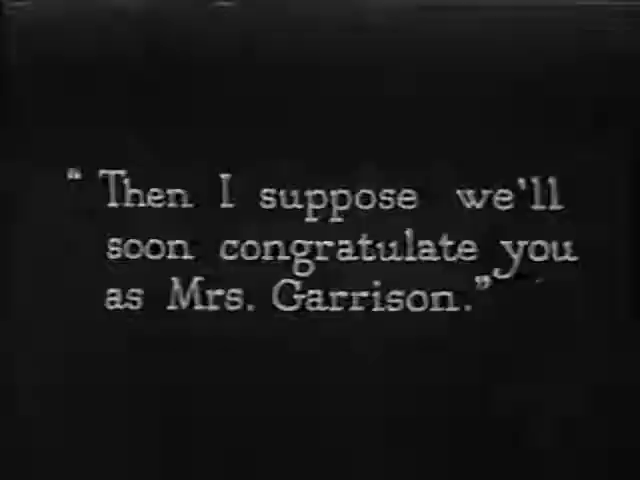 “Then I suppose we'll
soon congratulate you
as Mrs. Garrison.”